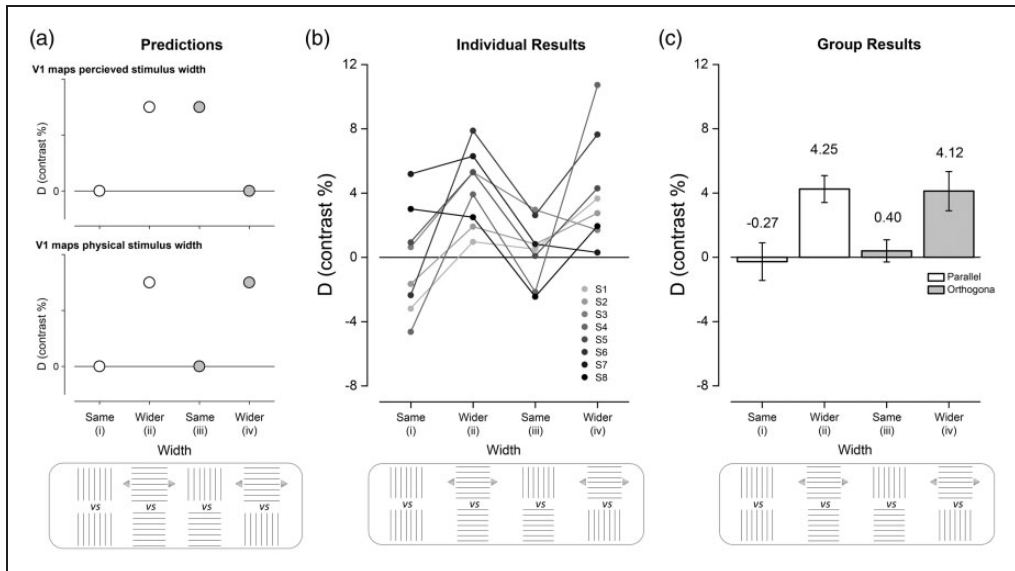 (a)
Predictions
V1 maps percieved stimulus width
D (contrast %)
0
V1 maps physical stimulus width
D (contrast %)
0
Same
(i)
Wider
(ii)
Same
(iii)
Wider
(iv)
Width
vs
vs
vs
vs
(b)
Individual Results
D (contrast %)
12
8
4
0
-4
-8
S1
S2
S3
S4
S5
S6
S7
S8
Same
(i)
Wider
(ii)
Same
(iii)
Wider
(iv)
Width
vs
vs
vs
vs
(c)
Group Results
D (contrast %)
12
8
4
0
-4
-8
-0.27
4.25
0.40
4.12
Parallel
Orthogona
Same
(i)
Wider
(ii)
Same
(iii)
Wider
(iv)
Width
vs
vs
vs
vs